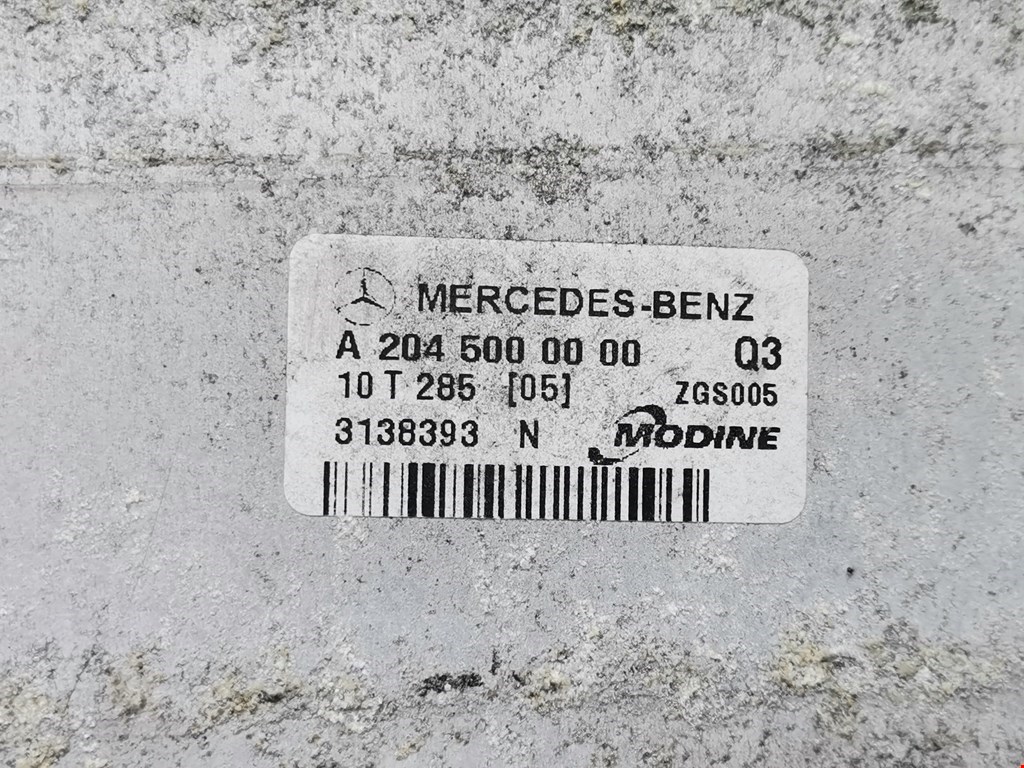 MERCEDES-BENZ
A 204 500 00 00 Q3
10 T 285 [05] ZGS005
3138393 N MODINE